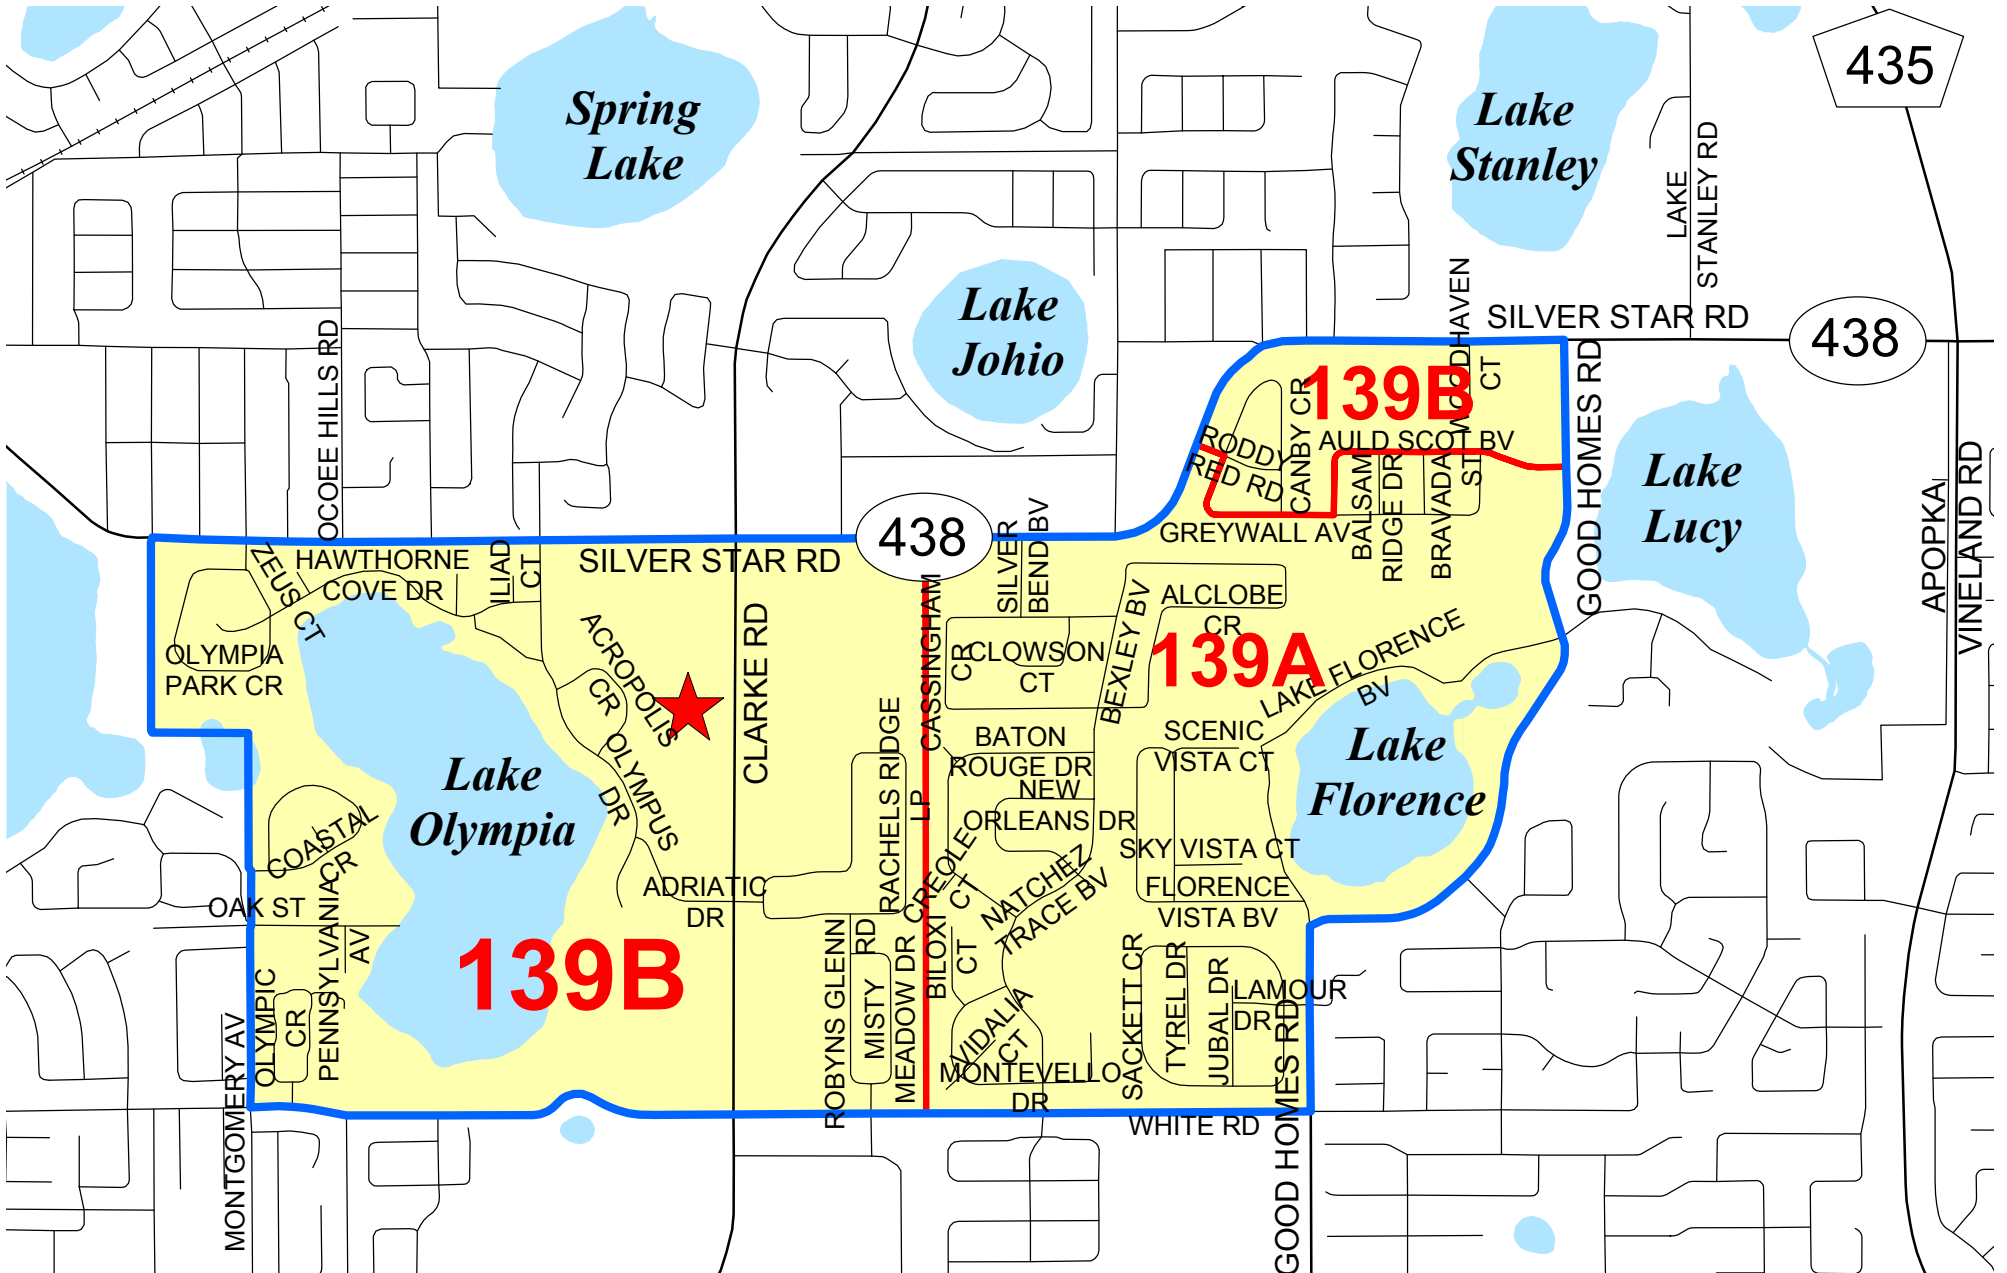 435
Spring
Lake
Lake
Stanley
LAKE
STANLEY RD
Lake
Johio
WOODHAVEN
CT
SILVER STAR RD
438
OCOEE HILLS RD
139B
GOOD HOMES RD
CANBY CR
RODDY
RED RD
AULD SCOT BV
BALSAM
RIDGE DR
BRAVADA
ST
GREYWALL AV
Lake
Lucy
APOPKA
VINELAND RD
438
SILVER STAR RD
ZEUS CT
HAWTHORNE
COVE DR
ILIAD
CT
SILVER
BEND BV
OLYMPIA
PARK CR
ACROPOLIS
CR
CLARKE RD
CASSINGHAM
CR
CLOWSON
CT
BEXLEY BV
ALCLOBE
CR
139A
LAKE FLORENCE
BV
OLYMPUS
DR
RACHELS RIDGE
LP
BATON
ROUGE DR
NEW
ORLEANS DR
SCENIC
VISTA CT
Lake
Florence
Lake
Olympia
COASTAL
CR
SKY VISTA CT
FLORENCE
VISTA BV
CREOLE
CT
NATCHEZ
TRACE BV
ADRIATIC
DR
OAK ST
PENNSYLVANIA
AV
139B
ROBYNS GLENN
RD
MISTY
MEADOW DR
BILOXI
CT
VIDALIA
CT
SACKETT CR
TYREL DR
JUBAL DR
LAMOUR
DR
OLYMPIC
CR
MONTGOMERY AV
MONTEVELLO
DR
WHITE RD
GOOD HOMES RD